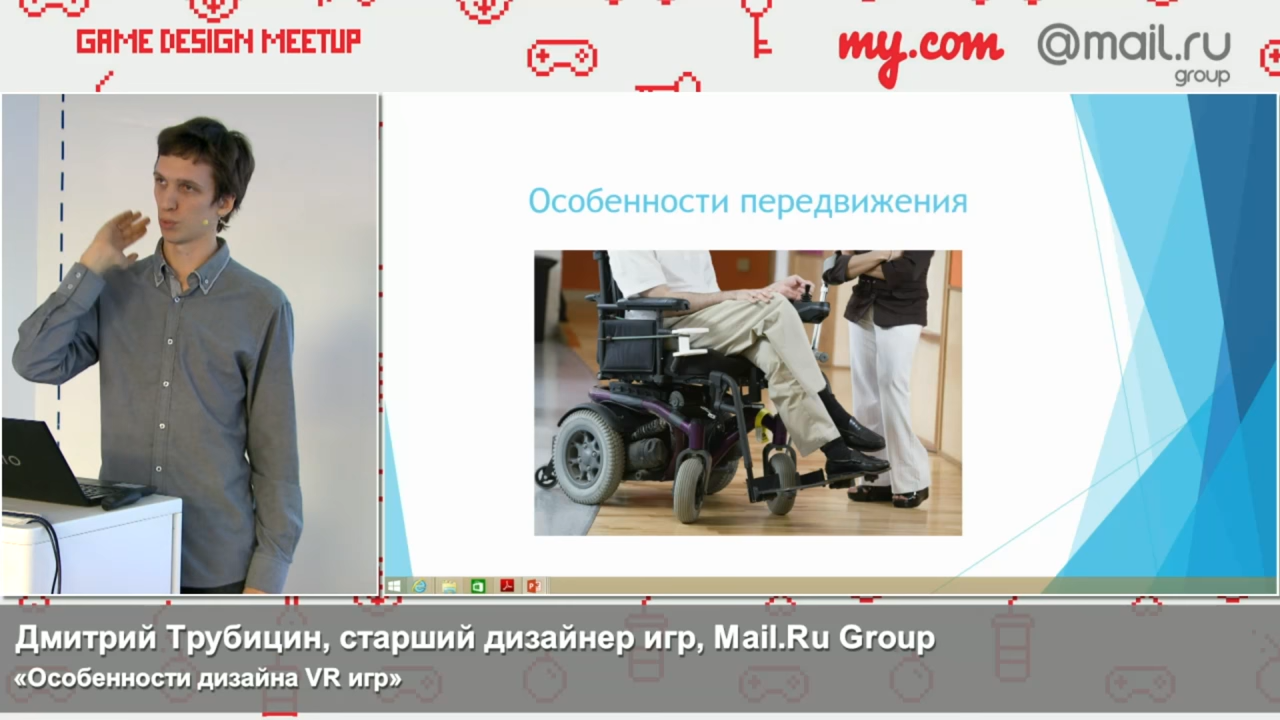 GAME DESIGN MEETUP
my.com
@mail.ru
group
Особенности передвижения
Дмитрий Трубицин, старший дизайнер игр, Mail.Ru Group
«Особенности дизайна VR игр»